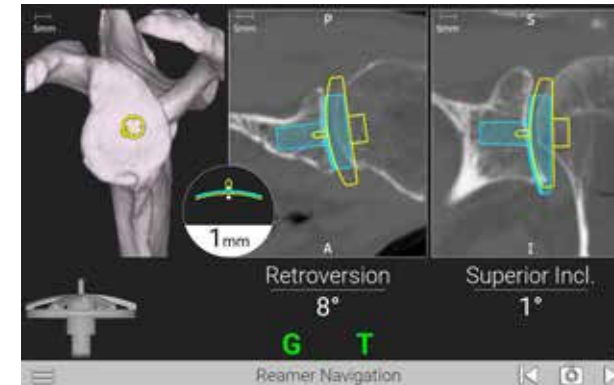 5mm
5mm
P
5mm
S
1mm
A
I
Retroversion
Superior Incl.
8°
1°
G T
Reamer Navigation